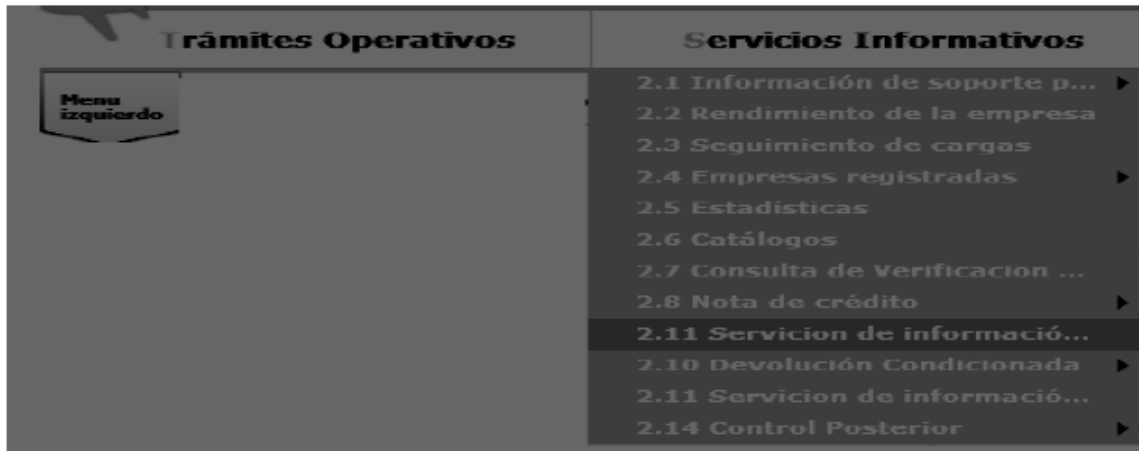 Trámites Operativos
Servicios Informativos
Menu
izquierdo
2.1 Información de soporte p...
2.2 Rendimiento de la empresa
2.3 Seguimiento de cargas
2.4 Empresas registradas
2.5 Estadísticas
2.6 Catálogos
2.7 Consulta de Verificacion ...
2.8 Nota de crédito
2.11 Servicion de informació...
2.10 Devolución Condicionada
2.11 Servicion de informació...
2.14 Control Posterior